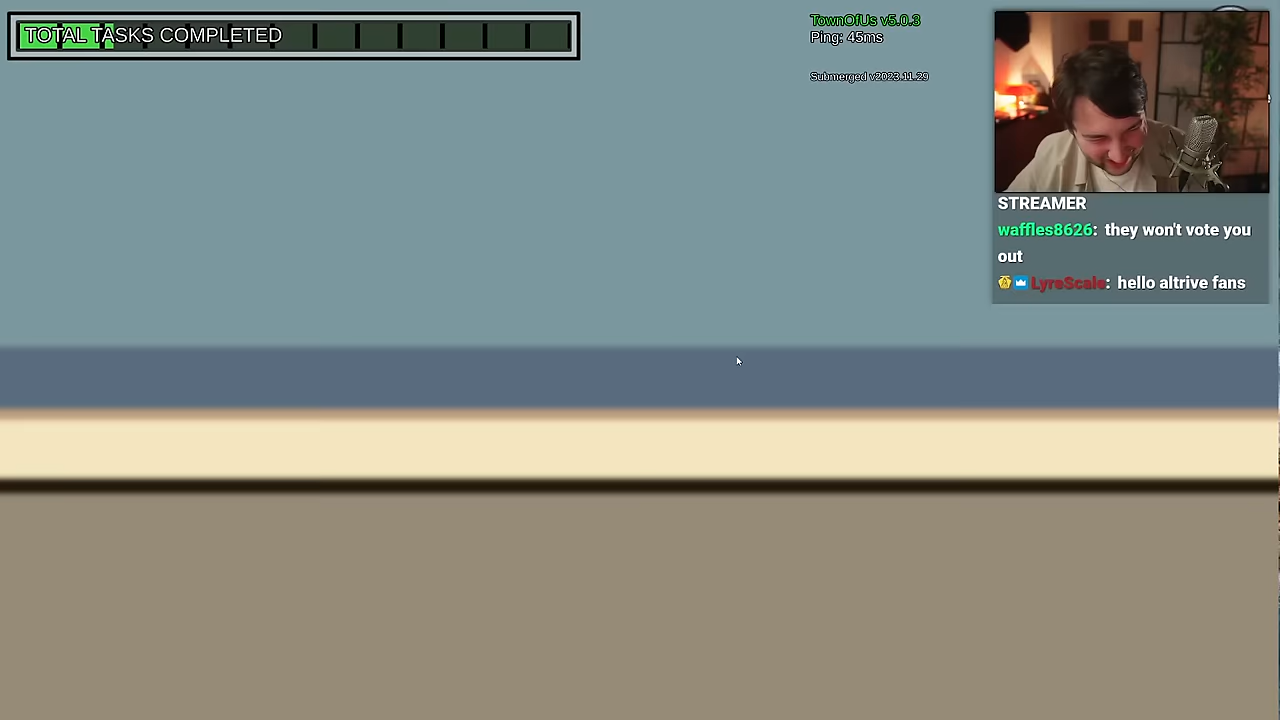 TOTAL TASKS COMPLETED
TownOfUs v5.0.3
Ping: 45ms
Submerged v2023.11.29
STREAMER
waffles8626: they won't vote you
out
LyreScale: hello altrive fans